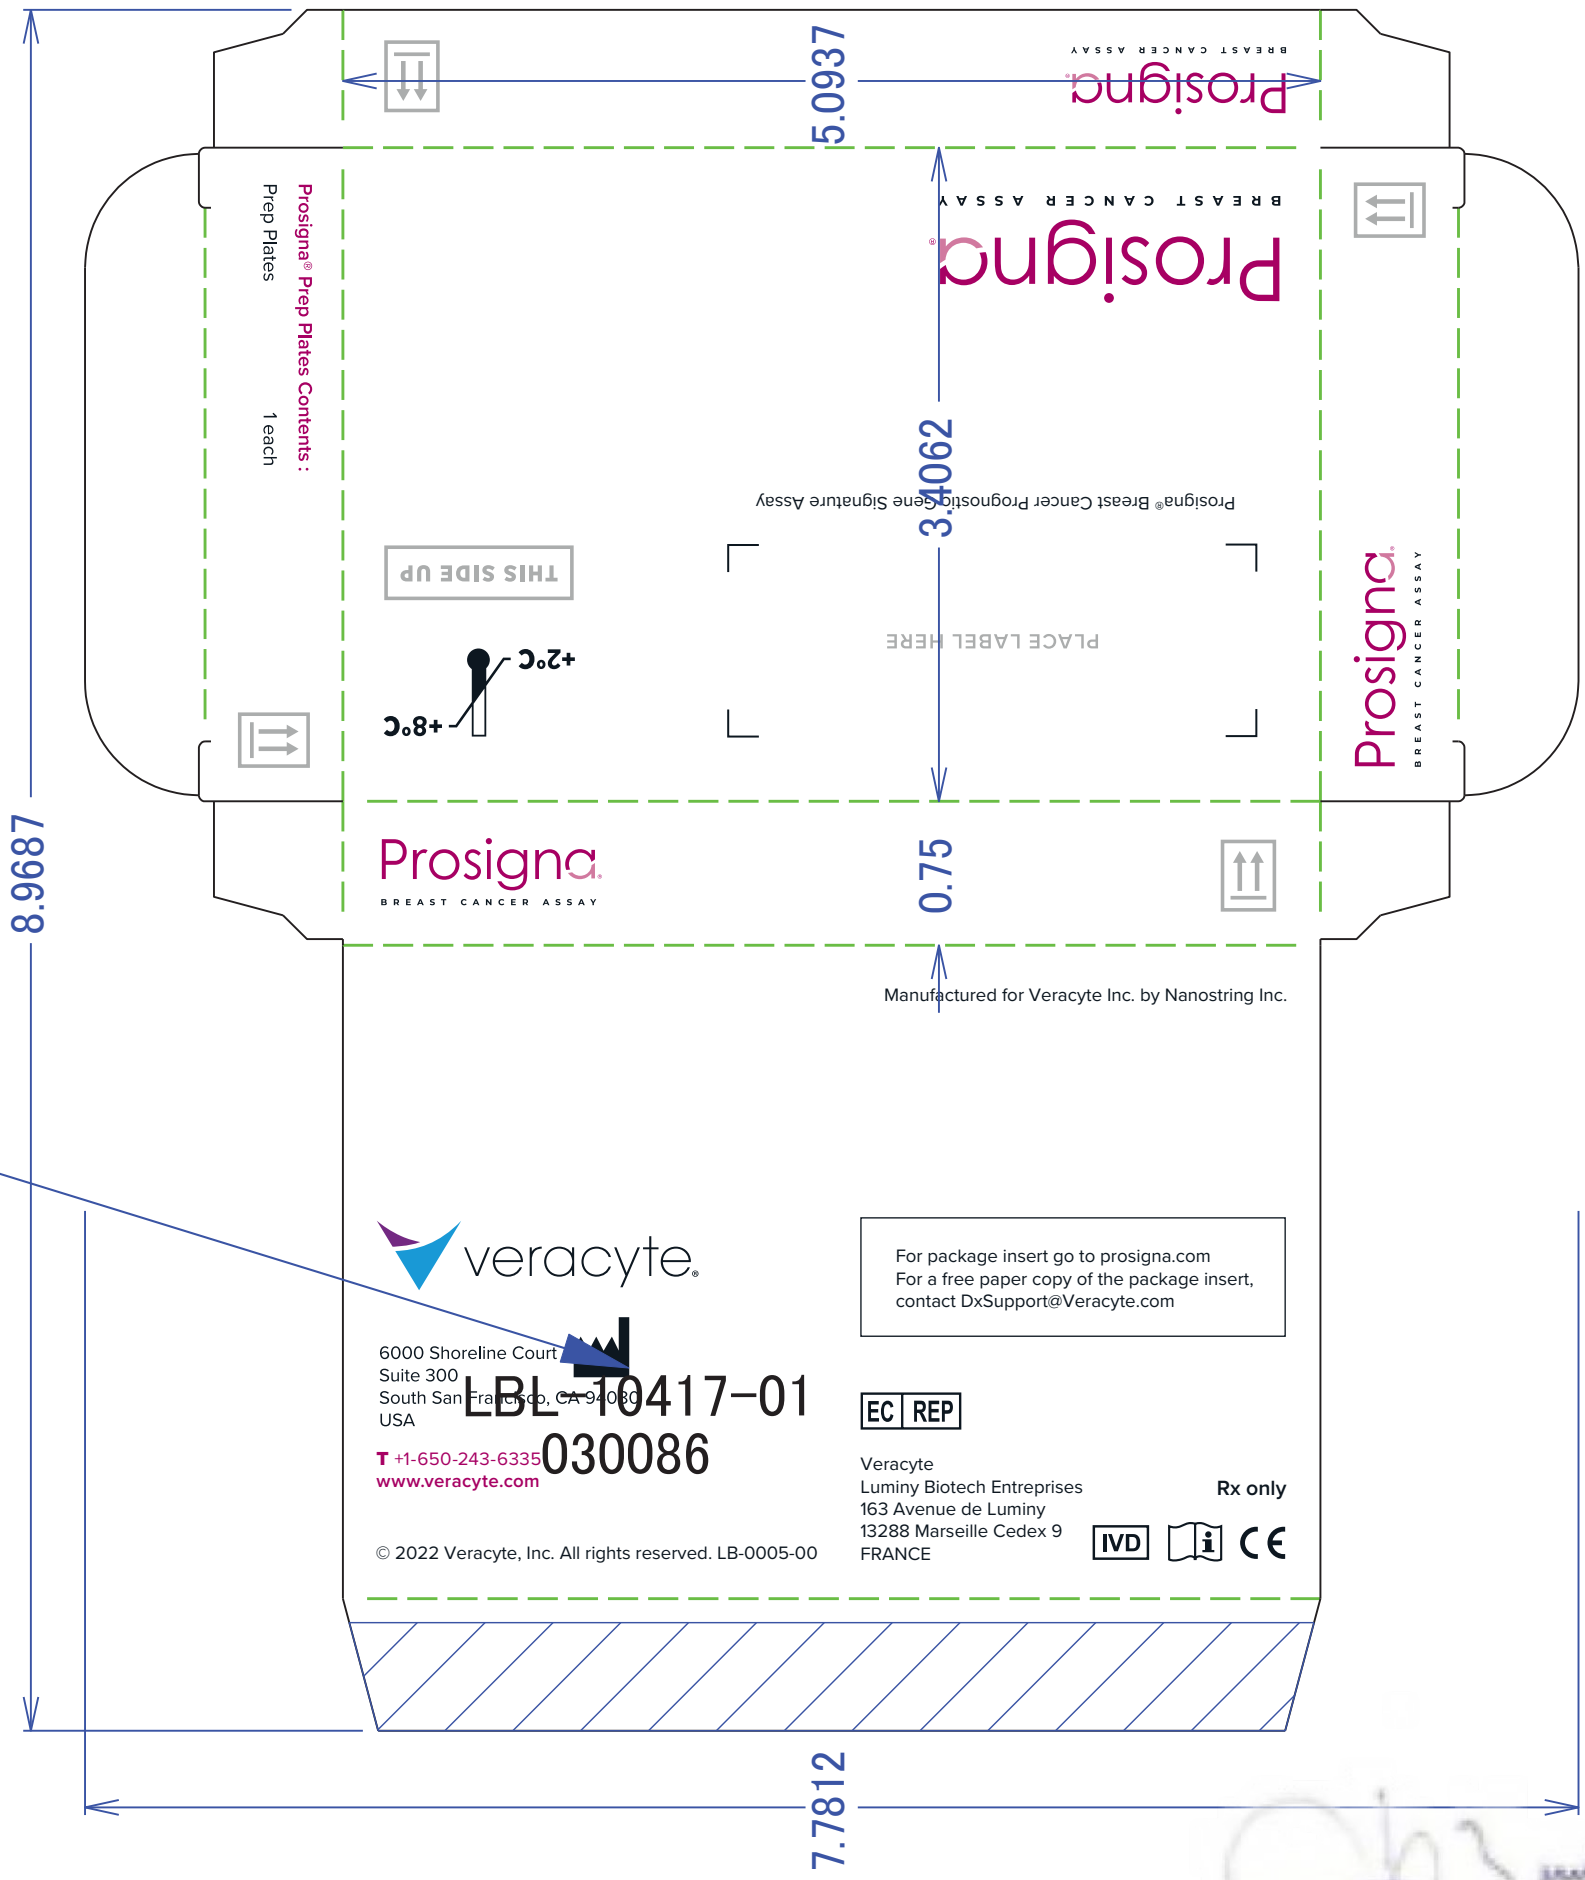 BREAST CANCER ASSAY
Prosigna®
5.0937
BREAST CANCER ASSAY
Prosigna®
Prosigna® Prep Plates Contents :
Prep Plates 1 each
3.4062
Prosigna® Breast Cancer Prognostic Gene Signature Assay
THIS SIDE UP
PLACE LABEL HERE
+2°C
+8°C
Prosigna®
BREAST CANCER ASSAY
8.9687
Prosigna®
BREAST CANCER ASSAY
0.75
Manufactured for Veracyte Inc. by Nanostring Inc.
veracyte®
For package insert go to prosigna.com
For a free paper copy of the package insert,
contact DxSupport@Veracyte.com
6000 Shoreline Court
Suite 300
South San Francisco, CA 94080
USA
LBL-10417-01
030086
T +1-650-243-6335
www.veracyte.com
EC REP
Veracyte
Luminy Biotech Entreprises
163 Avenue de Luminy
13288 Marseille Cedex 9
FRANCE
Rx only
IVD
i
CE
© 2022 Veracyte, Inc. All rights reserved. LB-0005-00
7.7812